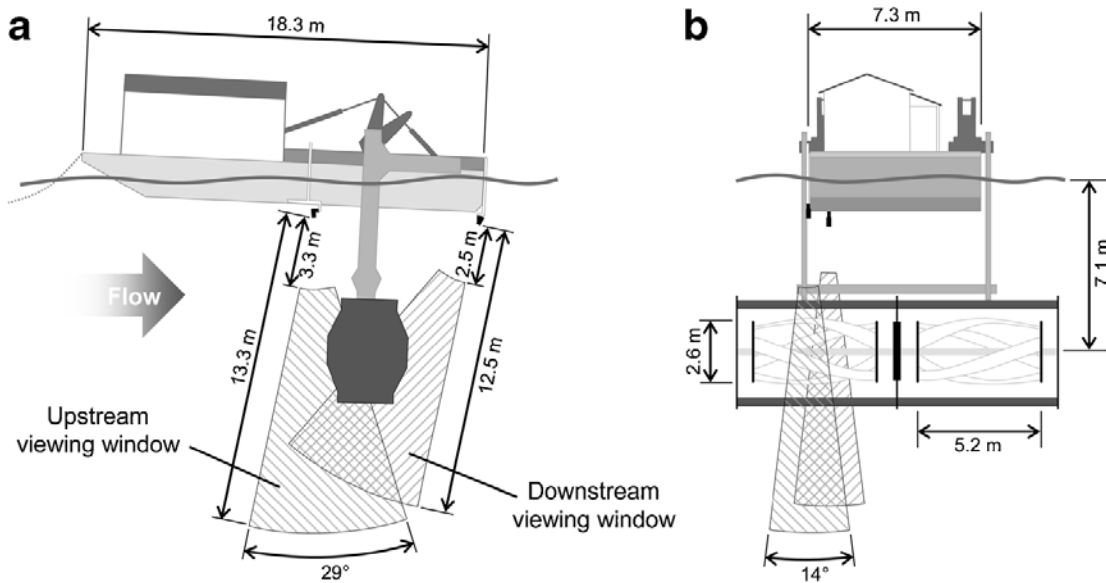 a
18.3 m
Flow
3.3 m
2.5 m
13.3 m
12.5 m
Upstream
viewing window
Downstream
viewing window
29°
b
7.3 m
7.1 m
2.6 m
5.2 m
14°